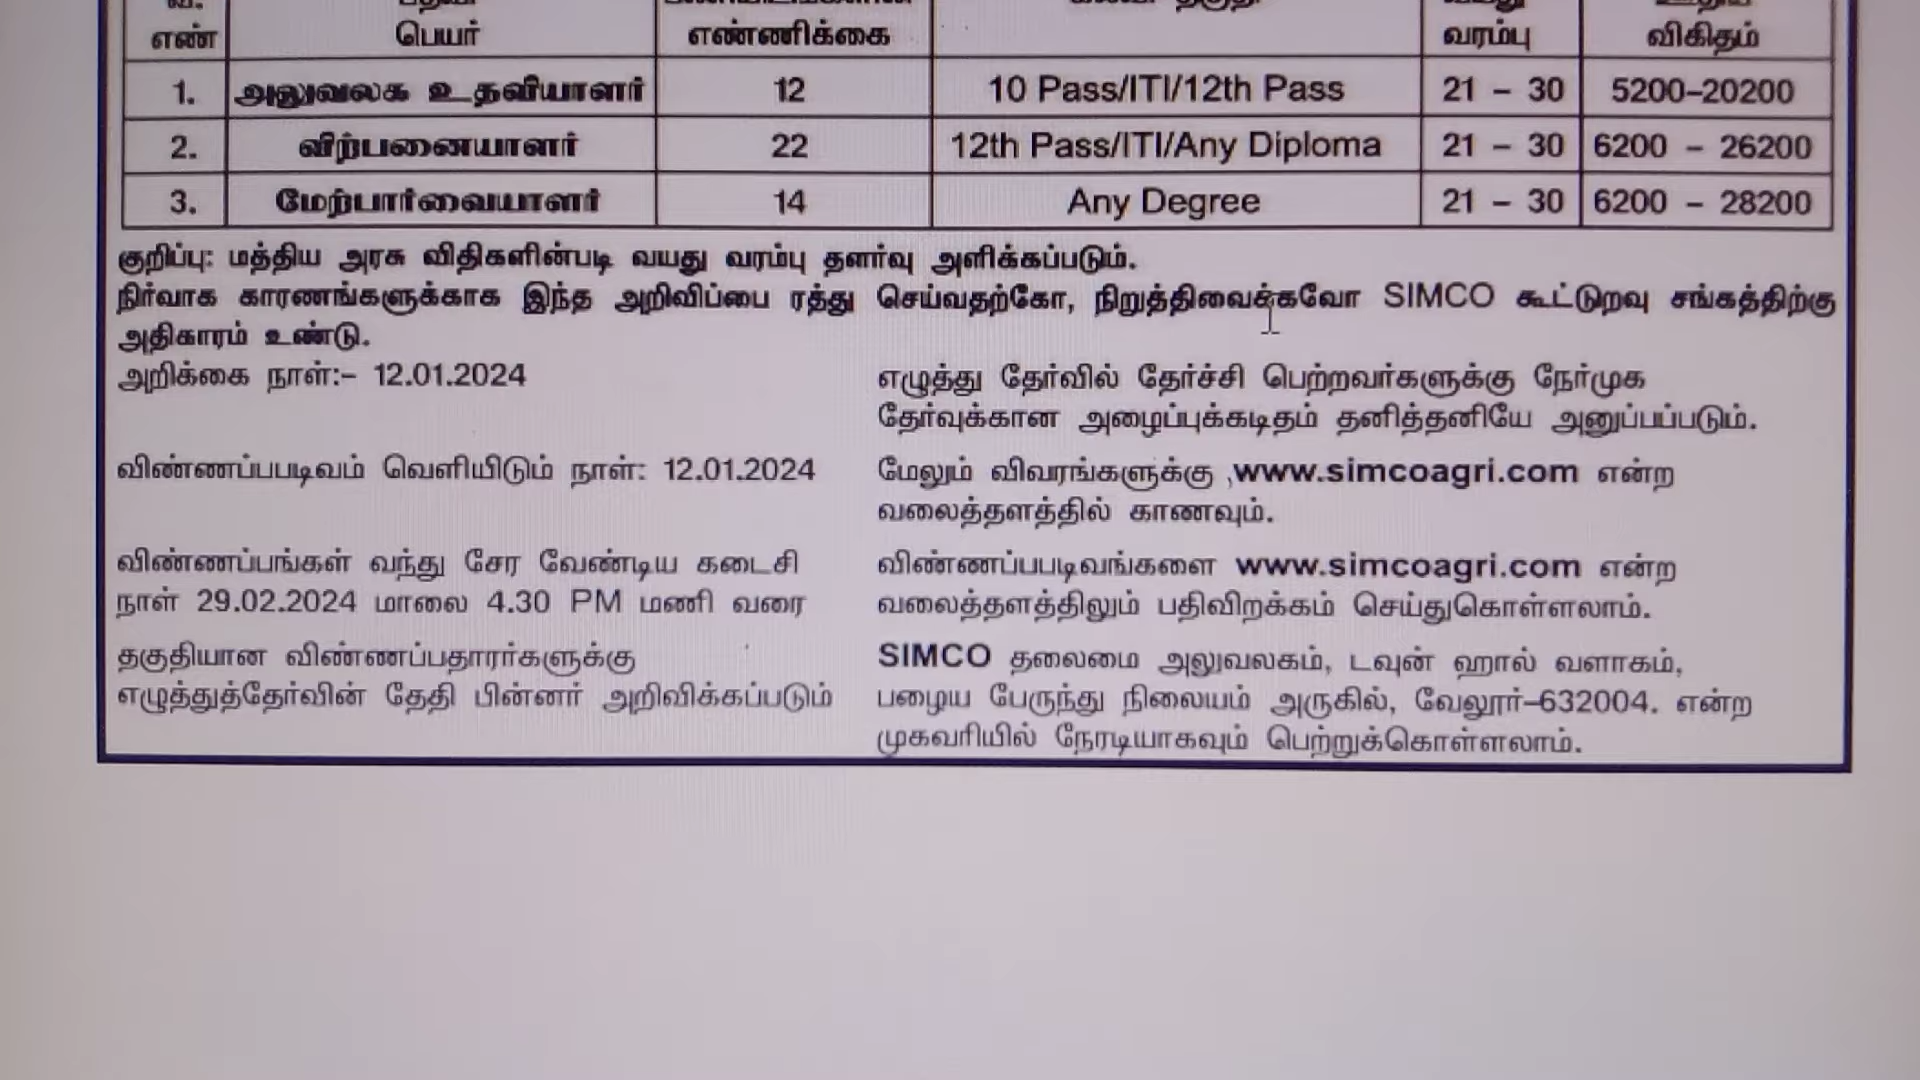 எண் பெயர் எண்ணிக்கை வரம்பு விகிதம்
1. அலுவலக உதவியாளர் 12 10 Pass/ITI/12th Pass 21 – 30 5200–20200
2. விற்பனையாளர் 22 12th Pass/ITI/Any Diploma 21 – 30 6200 – 26200
3. மேற்பார்வையாளர் 14 Any Degree 21 – 30 6200 – 28200
குறிப்பு: மத்திய அரசு விதிகளின்படி வயது வரம்பு தளர்வு அளிக்கப்படும்.
நிர்வாக காரணங்களுக்காக இந்த அறிவிப்பை ரத்து செய்வதற்கோ, நிறுத்திவைக்கவோ SIMCO கூட்டுறவு சங்கத்திற்கு
அதிகாரம் உண்டு.
அறிக்கை நாள்:– 12.01.2024
விண்ணப்பபடிவம் வெளியிடும் நாள்: 12.01.2024
விண்ணப்பங்கள் வந்து சேர வேண்டிய கடைசி
நாள் 29.02.2024 மாலை 4.30 PM மணி வரை
தகுதியான விண்ணப்பதாரர்களுக்கு
எழுத்துத்தேர்வின் தேதி பின்னர் அறிவிக்கப்படும்
எழுத்து தேர்வில் தேர்ச்சி பெற்றவர்களுக்கு நேர்முக
தேர்வுக்கான அழைப்புக்கடிதம் தனித்தனியே அனுப்பப்படும்.
மேலும் விவரங்களுக்கு ,www.simcoagri.com என்ற
வலைத்தளத்தில் காணவும்.
விண்ணப்பபடிவங்களை www.simcoagri.com என்ற
வலைத்தளத்திலும் பதிவிறக்கம் செய்துகொள்ளலாம்.
SIMCO தலைமை அலுவலகம், டவுன் ஹால் வளாகம்,
பழைய பேருந்து நிலையம் அருகில், வேலூர்–632004. என்ற
முகவரியில் நேரடியாகவும் பெற்றுக்கொள்ளலாம்.